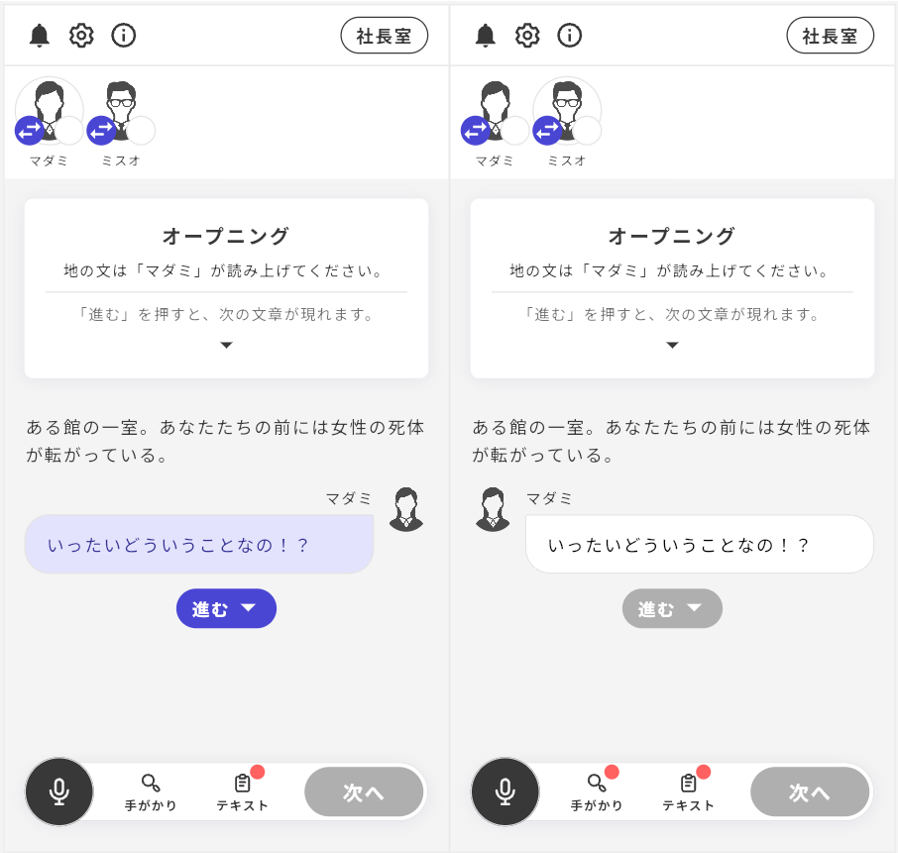 社長室
マダミ
ミスオ
オープニング
地の文は「マダミ」が読み上げてください。
「進む」を押すと、次の文章が現れます。
ある館の一室。あなたたちの前には女性の死体
が転がっている。
マダミ
いったいどういうことなの！？
進む
手がかり
テキスト
次へ
社長室
マダミ
ミスオ
オープニング
地の文は「マダミ」が読み上げてください。
「進む」を押すと、次の文章が現れます。
ある館の一室。あなたたちの前には女性の死体
が転がっている。
マダミ
いったいどういうことなの！？
進む
手がかり
テキスト
次へ